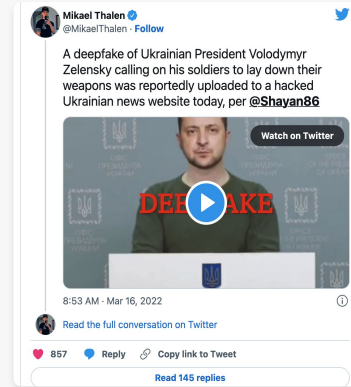 Mikael Thalen
@MikaelThalen · Follow
A deepfake of Ukrainian President Volodymyr
Zelensky calling on his soldiers to lay down their
weapons was reportedly uploaded to a hacked
Ukrainian news website today, per @Shayan86
Watch on Twitter
8:53 AM · Mar 16, 2022
Read the full conversation on Twitter
857 Reply Copy link to Tweet
Read 145 replies